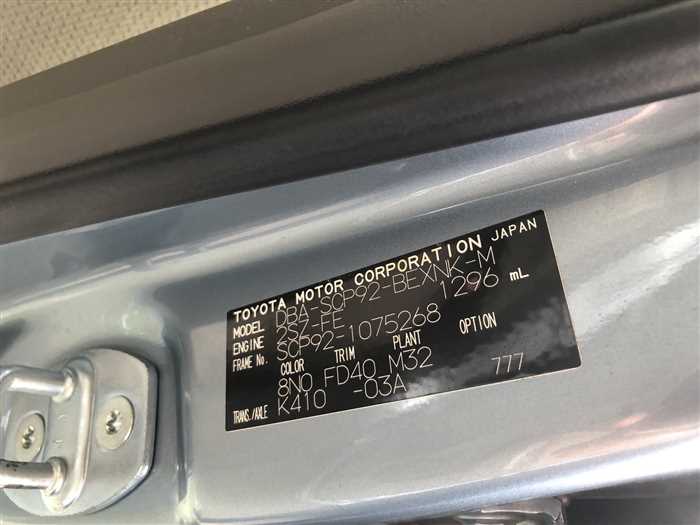 TOYOTA MOTOR CORPORATION JAPAN
MODEL DBA-SCP92-BEXNK-M
ENGINE 2SZ-FE 1296 mL
FRAME No. SCP92-1075268
COLOR TRIM PLANT OPTION
8N0 FD40 M32 777
TRANS./AXLE K410 -03A